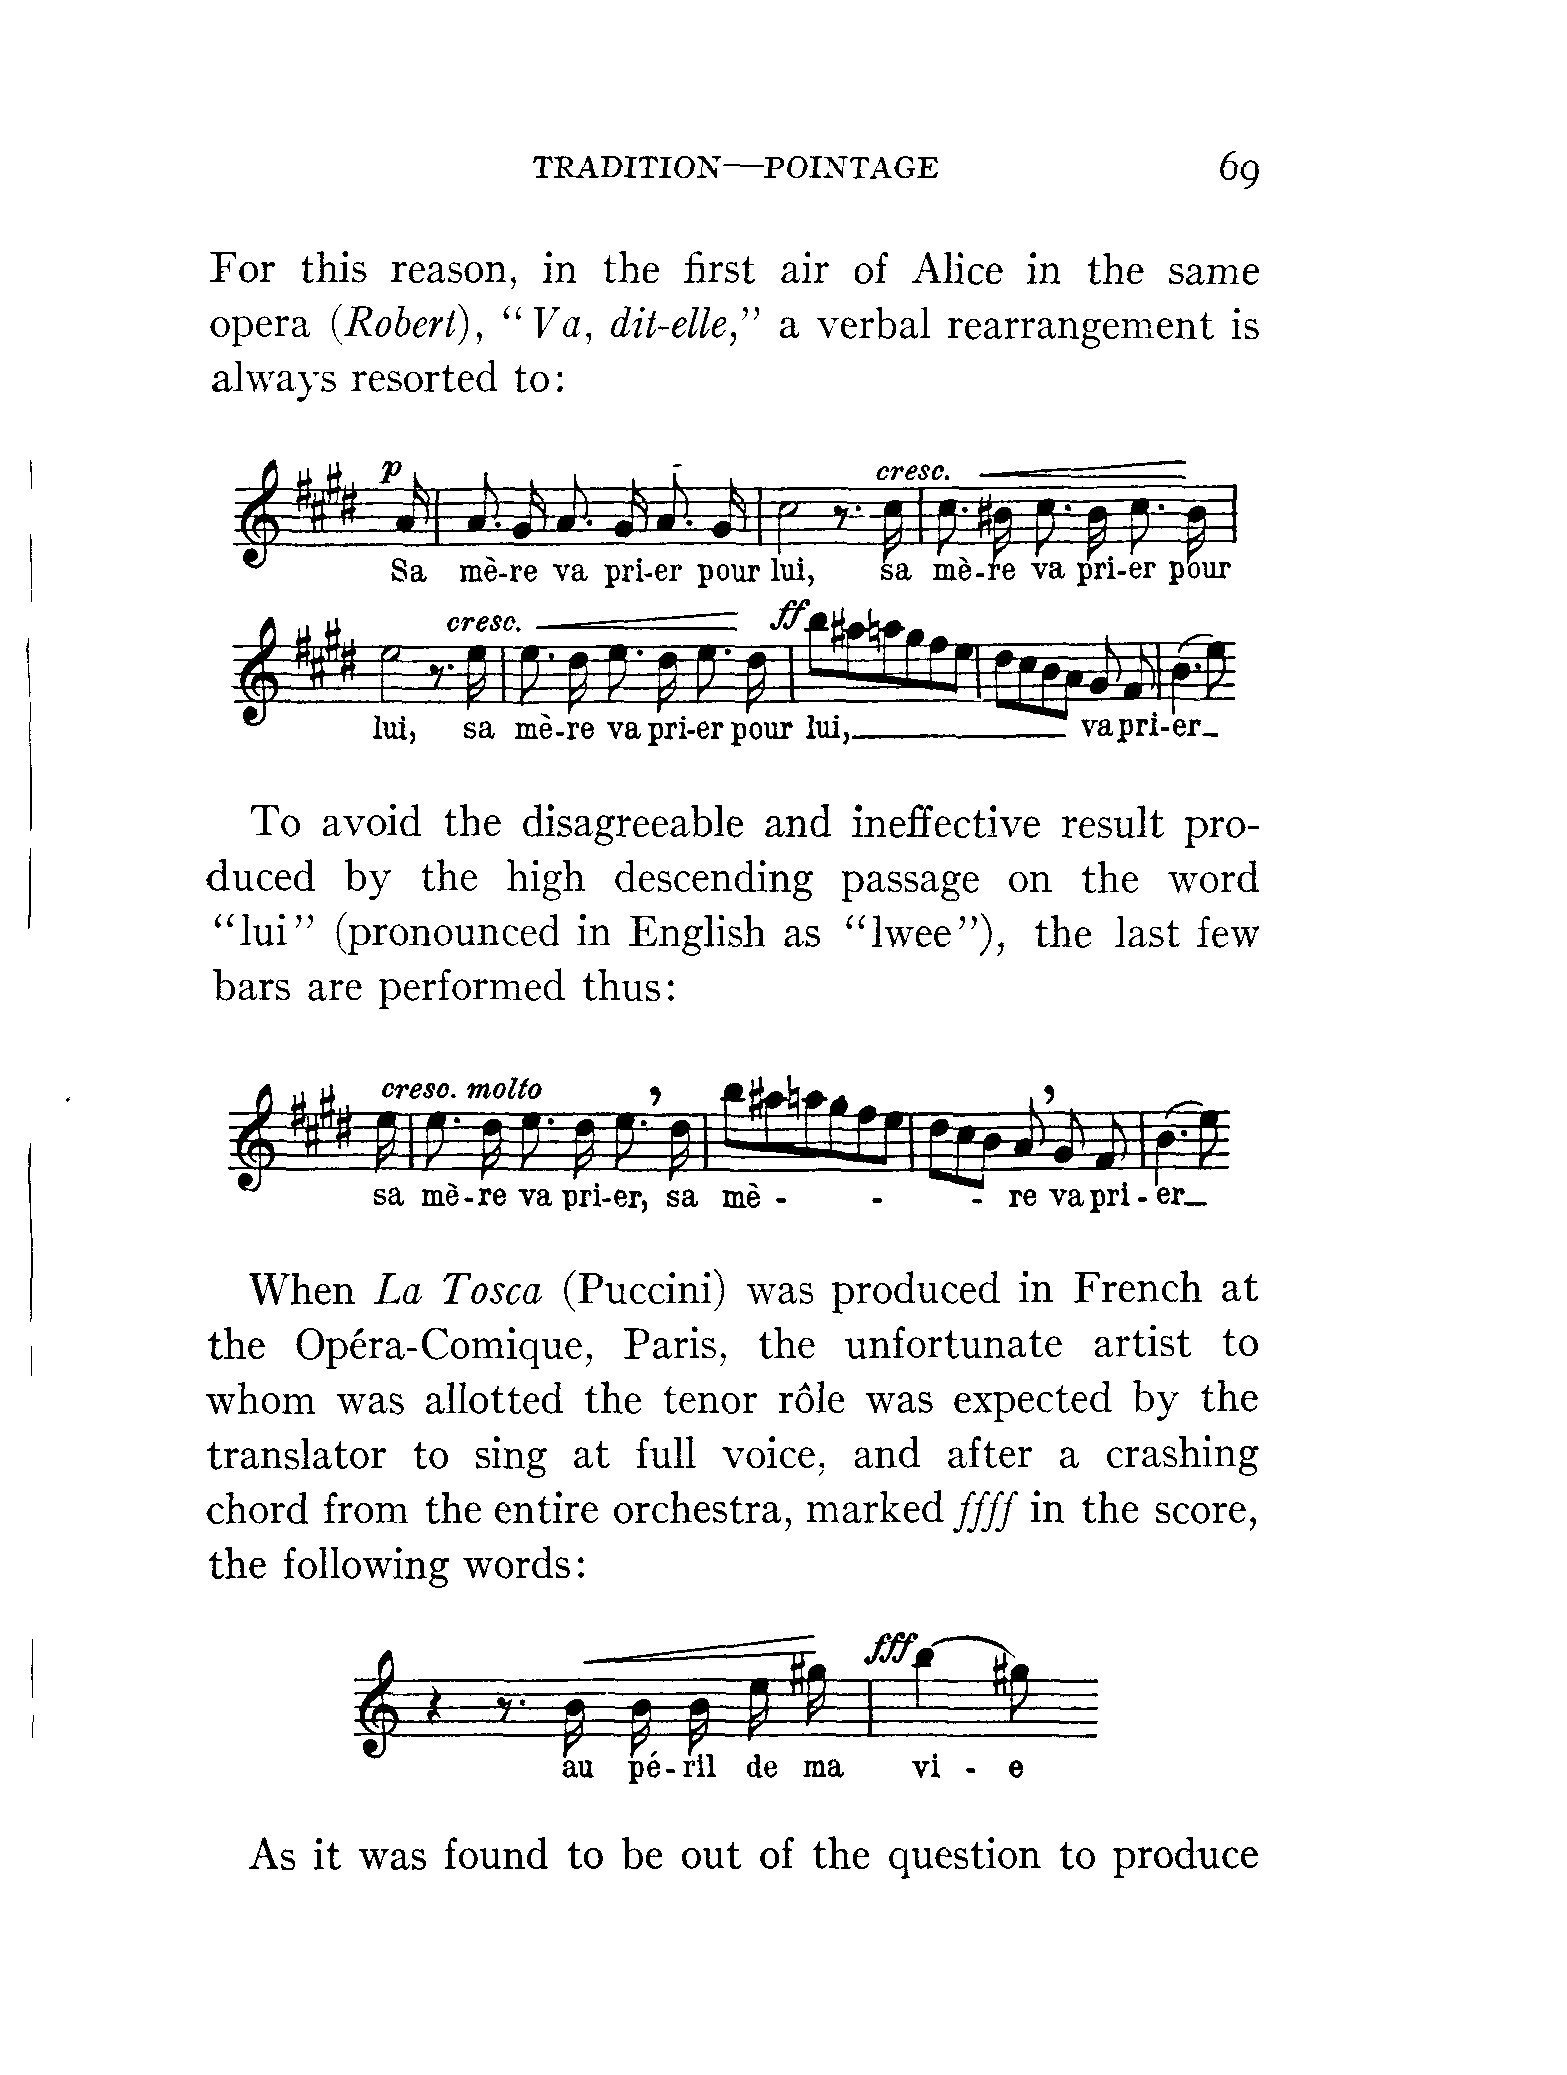 TRADITION—POINTAGE 69
For this reason, in the first air of Alice in the same
opera (Robert), “Va, dit-elle,” a verbal rearrangement is
always resorted to:
p cresc.
Sa mè-re va pri-er pour lui, sa mè-re va pri-er pour
cresc. ff
lui, sa mè-re va pri-er pour lui, va pri-er
To avoid the disagreeable and ineffective result pro-
duced by the high descending passage on the word
“lui” (pronounced in English as “lwee”), the last few
bars are performed thus:
cresc. molto
sa mè-re va pri-er, sa mè - - - re va pri - er
When La Tosca (Puccini) was produced in French at
the Opéra-Comique, Paris, the unfortunate artist to
whom was allotted the tenor rôle was expected by the
translator to sing at full voice, and after a crashing
chord from the entire orchestra, marked ffff in the score,
the following words:
fff
au pé-ril de ma vi - e
As it was found to be out of the question to produce